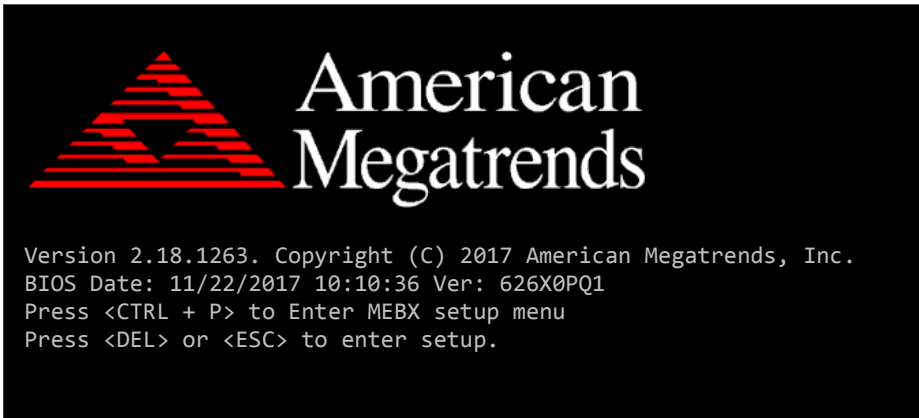 American
Megatrends
Version 2.18.1263. Copyright (C) 2017 American Megatrends, Inc.
BIOS Date: 11/22/2017 10:10:36 Ver: 626X0PQ1
Press <CTRL + P> to Enter MEBX setup menu
Press <DEL> or <ESC> to enter setup.